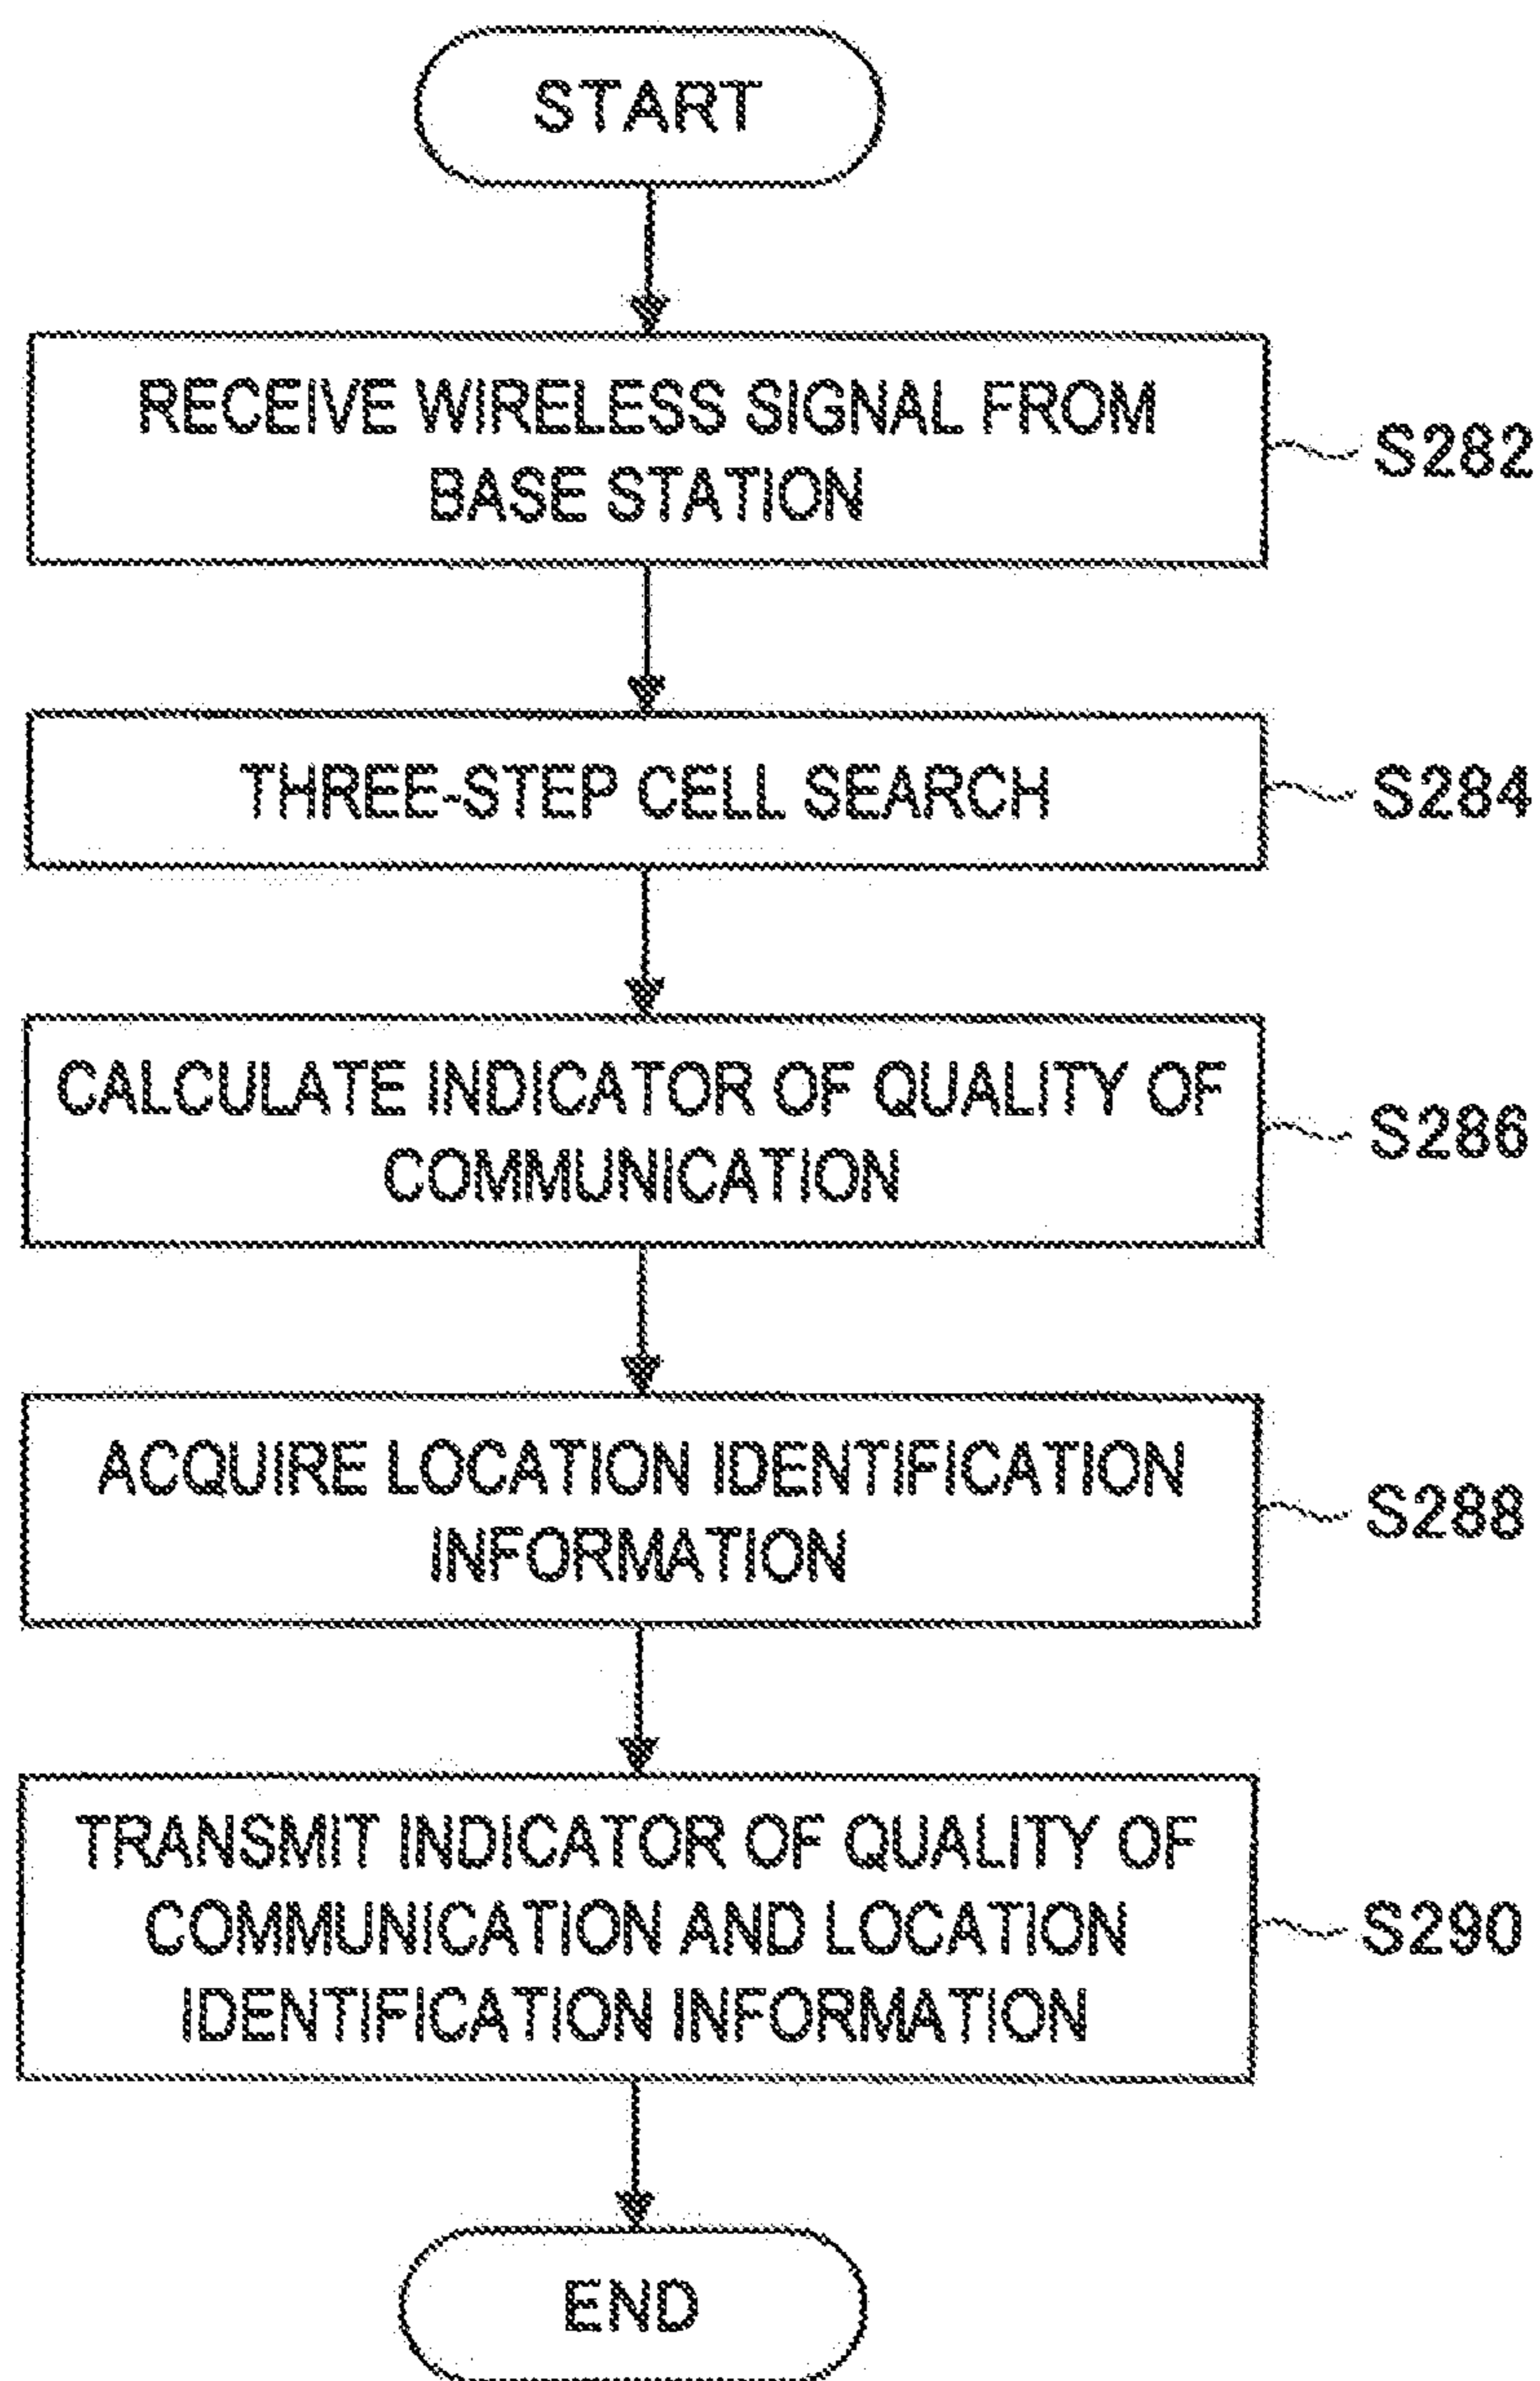 START
RECEIVE WIRELESS SIGNAL FROM
BASE STATION
S282
THREE-STEP CELL SEARCH
S284
CALCULATE INDICATOR OF QUALITY OF
COMMUNICATION
S286
ACQUIRE LOCATION IDENTIFICATION
INFORMATION
S288
TRANSMIT INDICATOR OF QUALITY OF
COMMUNICATION AND LOCATION
IDENTIFICATION INFORMATION
S290
END